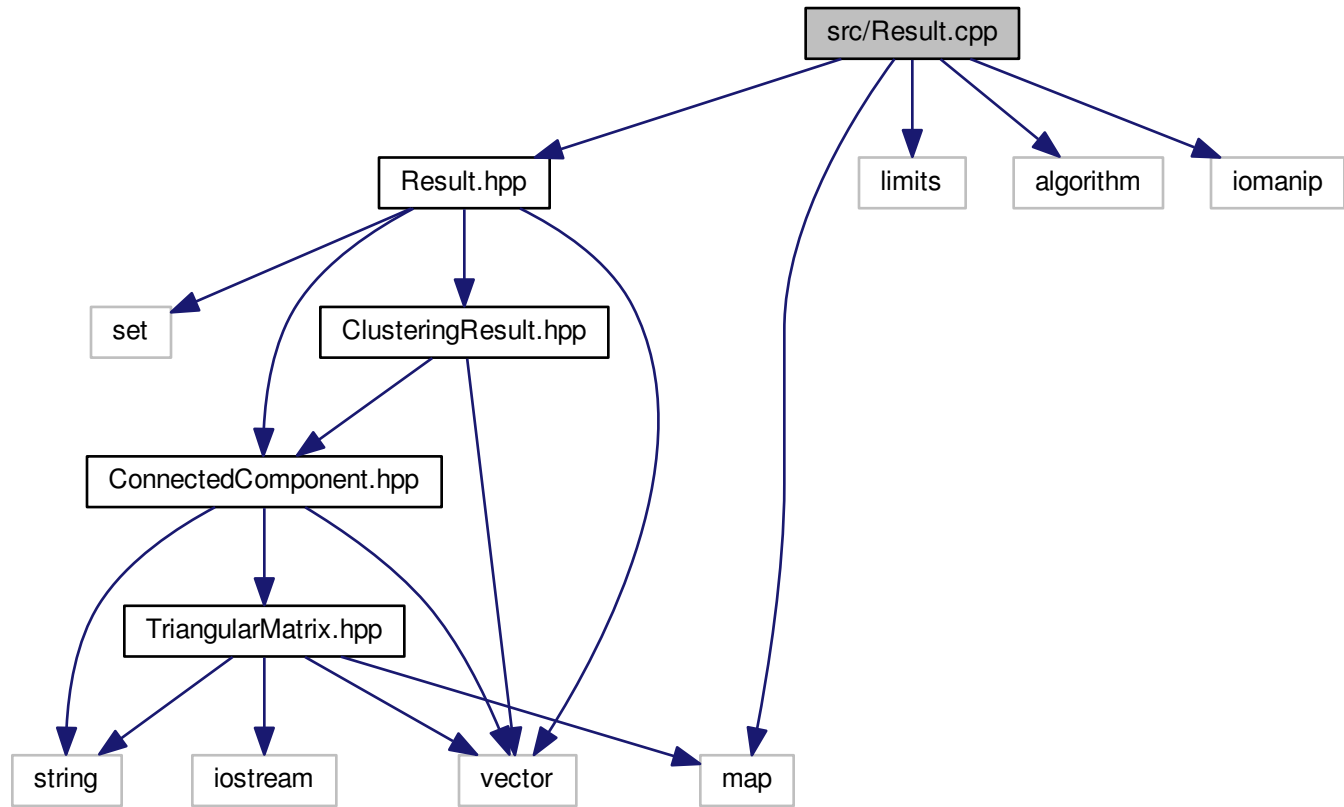 src/Result.cpp
Result.hpp
limits
algorithm
iomanip
set
ClusteringResult.hpp
ConnectedComponent.hpp
TriangularMatrix.hpp
string
iostream
vector
map